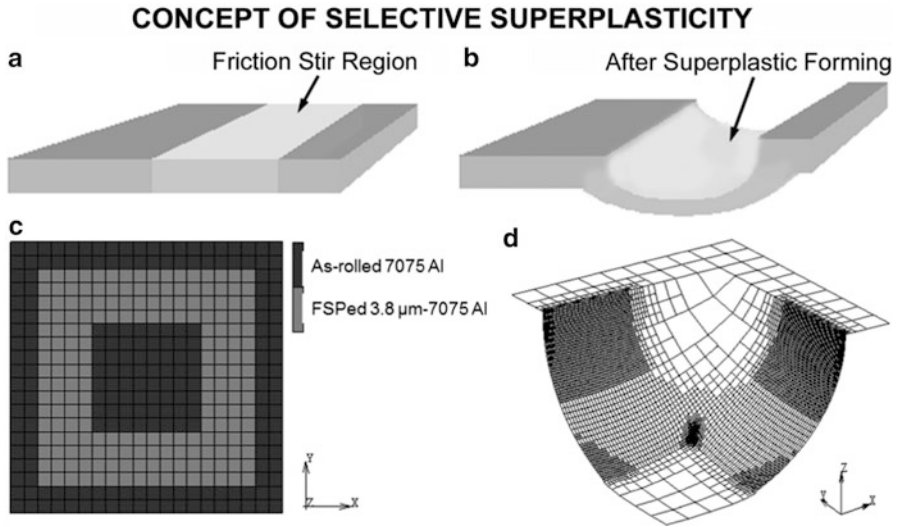 CONCEPT OF SELECTIVE SUPERPLASTICITY
a
Friction Stir Region
b
After Superplastic Forming
c
As-rolled 7075 Al
FSPed 3.8 µm-7075 Al
Y
Z
X
d
Z
Y
X